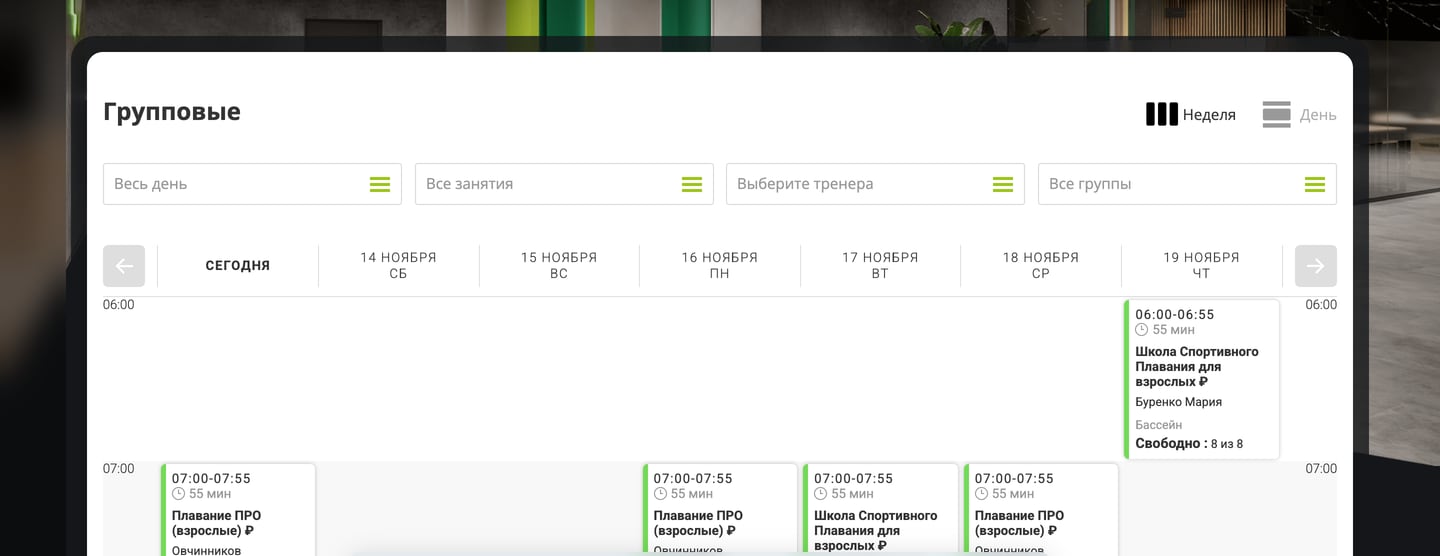 Групповые
Неделя
День
Весь день
Все занятия
Выберите тренера
Все группы
СЕГОДНЯ
14 НОЯБРЯ
СБ
15 НОЯБРЯ
ВС
16 НОЯБРЯ
ПН
17 НОЯБРЯ
ВТ
18 НОЯБРЯ
СР
19 НОЯБРЯ
ЧТ
06:00
06:00-06:55
55 мин
Школа Спортивного
Плавания для
взрослых ₽
Буренко Мария
Бассейн
Свободно : 8 из 8
06:00
07:00
07:00-07:55
55 мин
Плавание ПРО
(взрослые) ₽
Овчинников
07:00-07:55
55 мин
Плавание ПРО
(взрослые) ₽
Овчинников
07:00-07:55
55 мин
Школа Спортивного
Плавания для
взрослых ₽
07:00-07:55
55 мин
Плавание ПРО
(взрослые) ₽
Овчинников
07:00